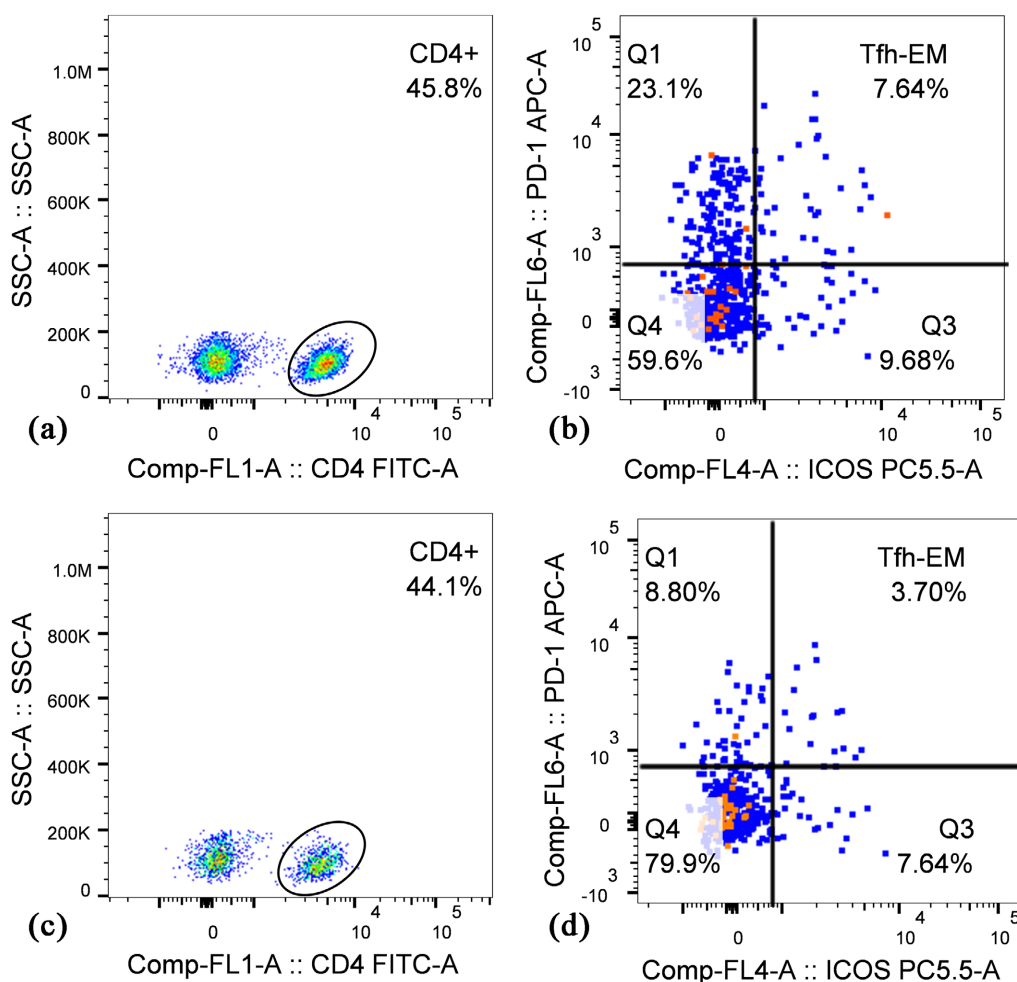 CD4+
45.8%
1.0M
800K
600K
400K
200K
0
SSC-A :: SSC-A
0
10 4
10 5
Comp-FL1-A :: CD4 FITC-A
(a)
Q1
23.1%
Tfh-EM
7.64%
Q4
59.6%
Q3
9.68%
10 5
10 4
10 3
0
-10 3
Comp-FL6-A :: PD-1 APC-A
0
10 4
10 5
Comp-FL4-A :: ICOS PC5.5-A
(b)
CD4+
44.1%
1.0M
800K
600K
400K
200K
0
SSC-A :: SSC-A
0
10 4
10 5
Comp-FL1-A :: CD4 FITC-A
(c)
Q1
8.80%
Tfh-EM
3.70%
Q4
79.9%
Q3
7.64%
10 5
10 4
10 3
0
-10 3
Comp-FL6-A :: PD-1 APC-A
0
10 4
10 5
Comp-FL4-A :: ICOS PC5.5-A
(d)